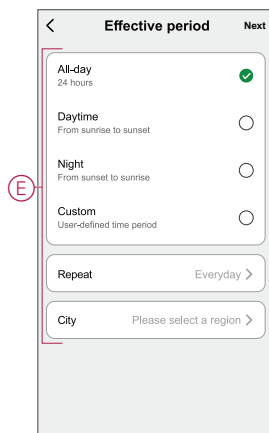 Effective period Next
All-day
24 hours
Daytime
From sunrise to sunset
Night
From sunset to sunrise
E
Custom
User-defined time period
Repeat Everyday
City Please select a region